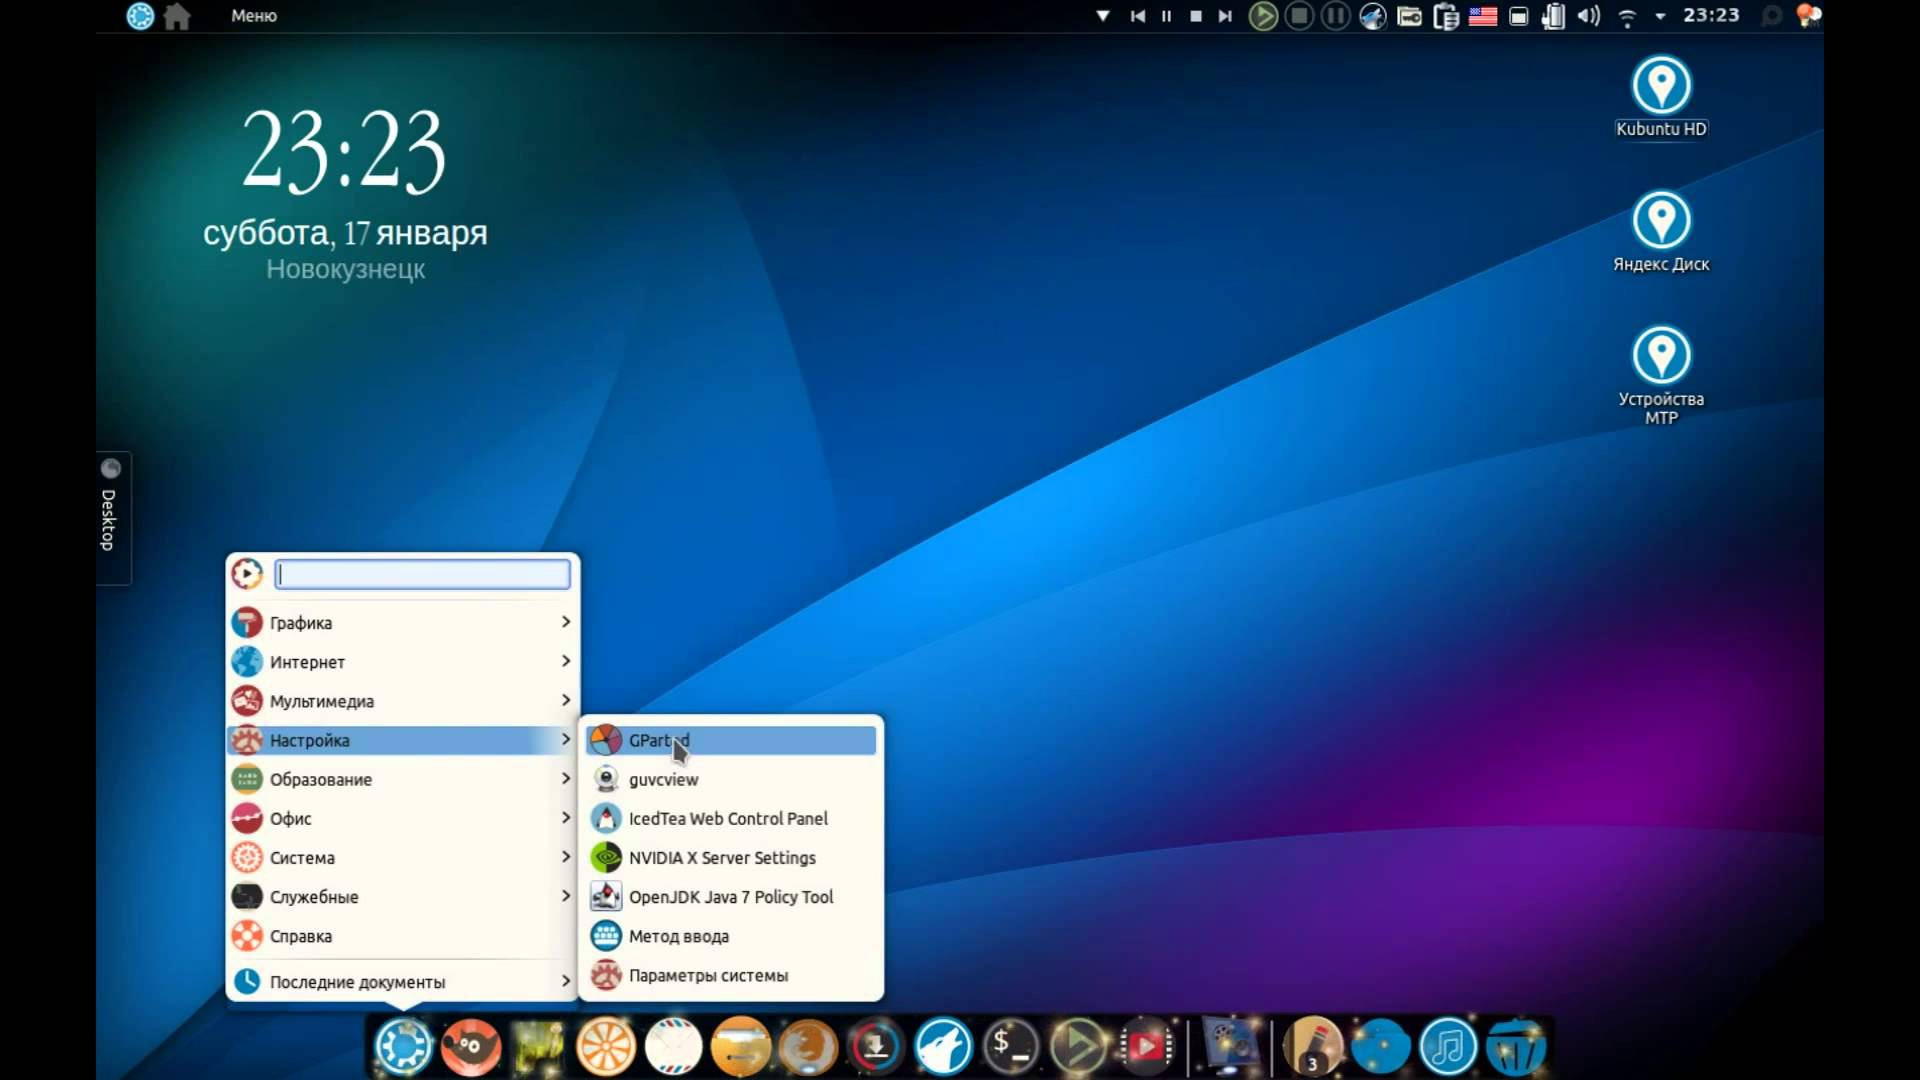 Меню
23:23
23:23
суббота, 17 января
Новокузнецк
Kubuntu HD
Яндекс Диск
Устройства
MTP
Desktop
Графика
Интернет
Мультимедиа
Настройка
Образование
Офис
Система
Служебные
Справка
Последние документы
GParted
guvcview
IcedTea Web Control Panel
NVIDIA X Server Settings
OpenJDK Java 7 Policy Tool
Метод ввода
Параметры системы
$_
3